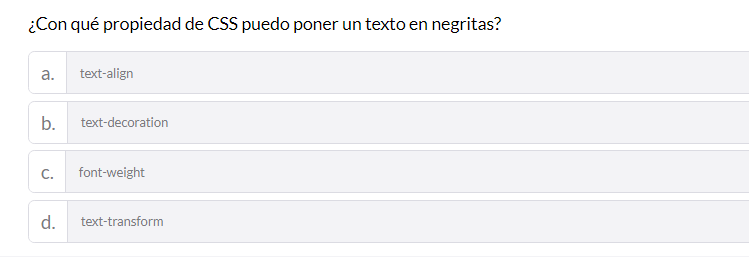 ¿Con qué propiedad de CSS puedo poner un texto en negritas?
a. text-align
b. text-decoration
c. font-weight
d. text-transform